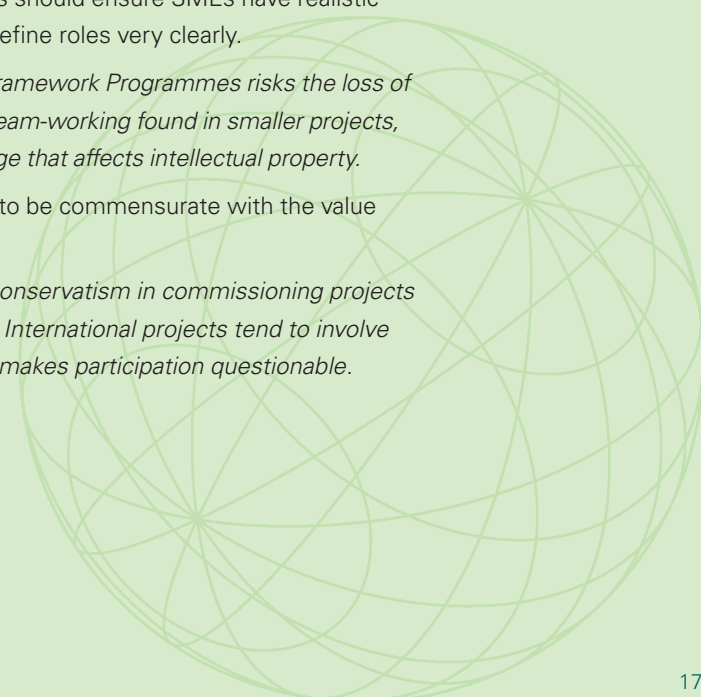 s should ensure SMEs have realistic
efine roles very clearly.
ramework Programmes risks the loss of
eam-working found in smaller projects,
ge that affects intellectual property.
to be commensurate with the value
onservatism in commissioning projects
International projects tend to involve
makes participation questionable.
17